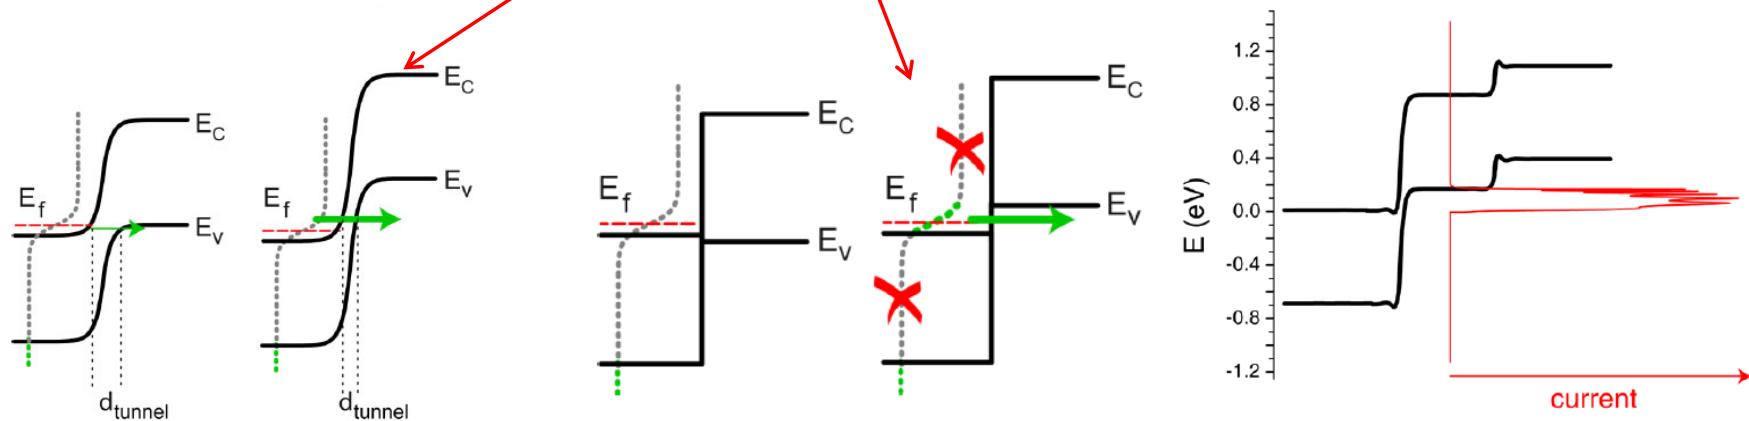 E_f
E_C
E_v
d_tunnel
E_f
E_C
E_v
d_tunnel
E_f
E_C
E_v
E_f
E_C
E_v
E (eV)
1.2
0.8
0.4
0.0
-0.4
-0.8
-1.2
current